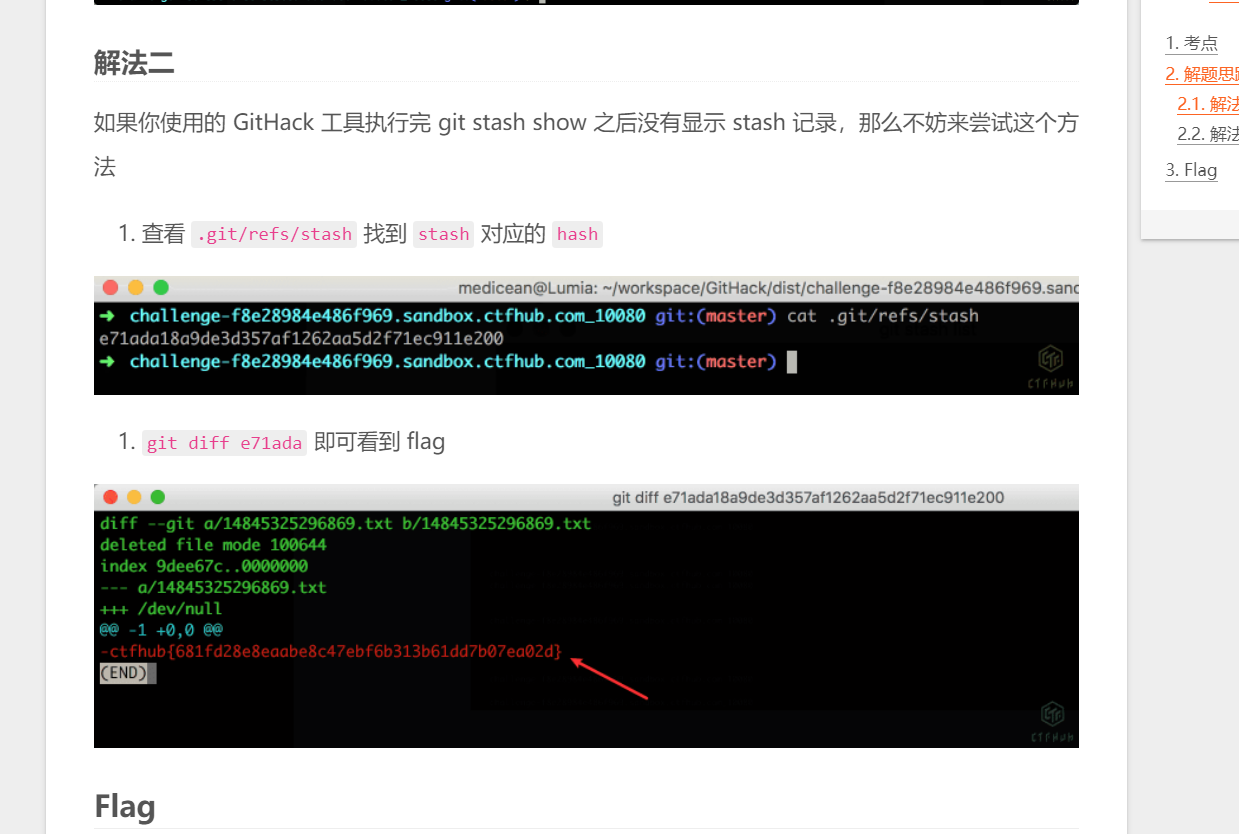 解法二
如果你使用的 GitHack 工具执行完 git stash show 之后没有显示 stash 记录，那么不妨来尝试这个方
法
1. 查看 .git/refs/stash 找到 stash 对应的 hash
medicean@Lumia: ~/workspace/GitHack/dist/challenge-f8e28984e486f969.sand
➜ challenge-f8e28984e486f969.sandbox.ctfhub.com_10080 git:(master) cat .git/refs/stash
e71ada18a9de3d357af1262aa5d2f71ec911e200
➜ challenge-f8e28984e486f969.sandbox.ctfhub.com_10080 git:(master)
CTFHUB
1. git diff e71ada 即可看到 flag
git diff e71ada18a9de3d357af1262aa5d2f71ec911e200
diff --git a/14845325296869.txt b/14845325296869.txt
deleted file mode 100644
index 9dee67c..0000000
--- a/14845325296869.txt
+++ /dev/null
@@ -1 +0,0 @@
-ctfhub{681fd28e8eaabe8c47ebf6b313b61dd7b07ea02d}
(END)
CTFHUB
Flag
1. 考点
2. 解题思路
2.1. 解法
2.2. 解法
3. Flag